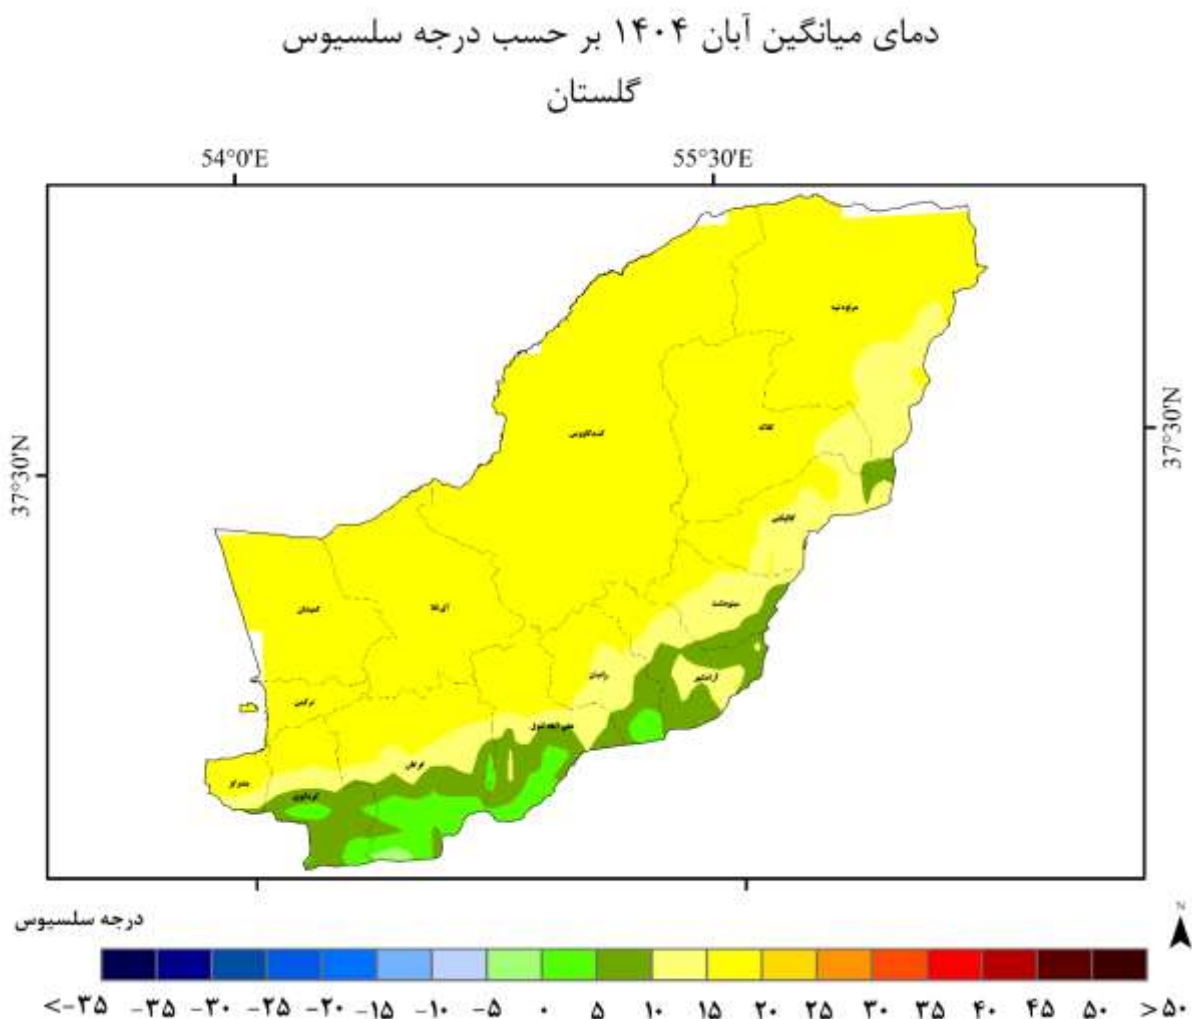 دمای میانگین آبان ۱۴۰۴ بر حسب درجه سلسیوس
گلستان
54°0'E 55°30'E
37°30'N
37°30'N
مراوه تپه
کلاله
گنبدکاووس
گالیکش
مینودشت
گمیشان
آق قلا
رامیان
آزادشهر
ترکمن
علی آباد کتول
گرگان
بندرگز
کردکوی
N
درجه سلسیوس
<-۳۵ -۳۵ -۳۰ -۲۵ -۲۰ -۱۵ -۱۰ -۵ ۰ ۵ ۱۰ ۱۵ ۲۰ ۲۵ ۳۰ ۳۵ ۴۰ ۴۵ ۵۰ >۵۰